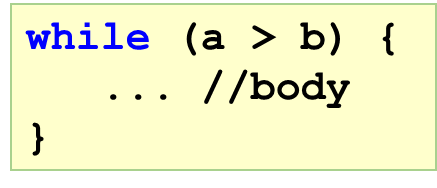 while (a > b) {
   ... //body
}